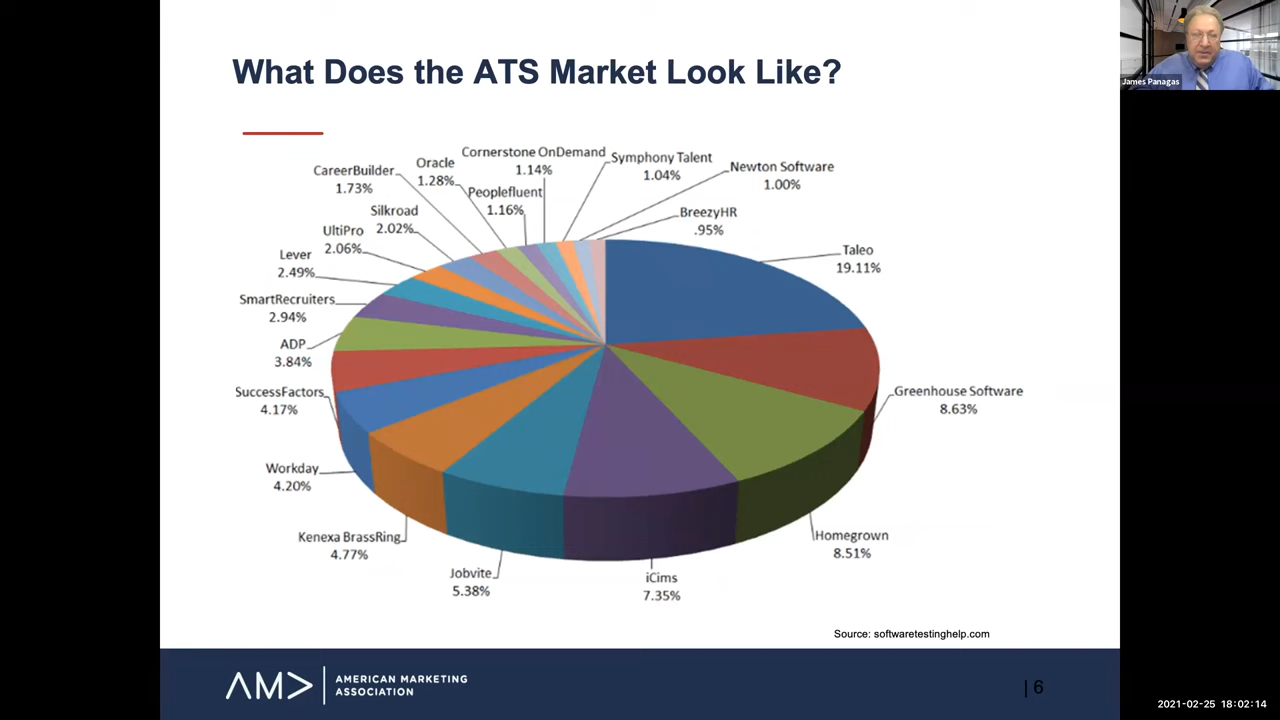 What Does the ATS Market Look Like?
James Panagas
Cornerstone OnDemand
1.14%
Symphony Talent
1.04%
Newton Software
1.00%
BreezyHR
.95%
Taleo
19.11%
Greenhouse Software
8.63%
Homegrown
8.51%
iCims
7.35%
Jobvite
5.38%
Kenexa BrassRing
4.77%
Workday
4.20%
SuccessFactors
4.17%
ADP
3.84%
SmartRecruiters
2.94%
Lever
2.49%
UltiPro
2.06%
Silkroad
2.02%
CareerBuilder
1.73%
Oracle
1.28%
Peoplefluent
1.16%
Source: softwaretestinghelp.com
AMA
AMERICAN MARKETING
ASSOCIATION
| 6
2021-02-25 18:02:14